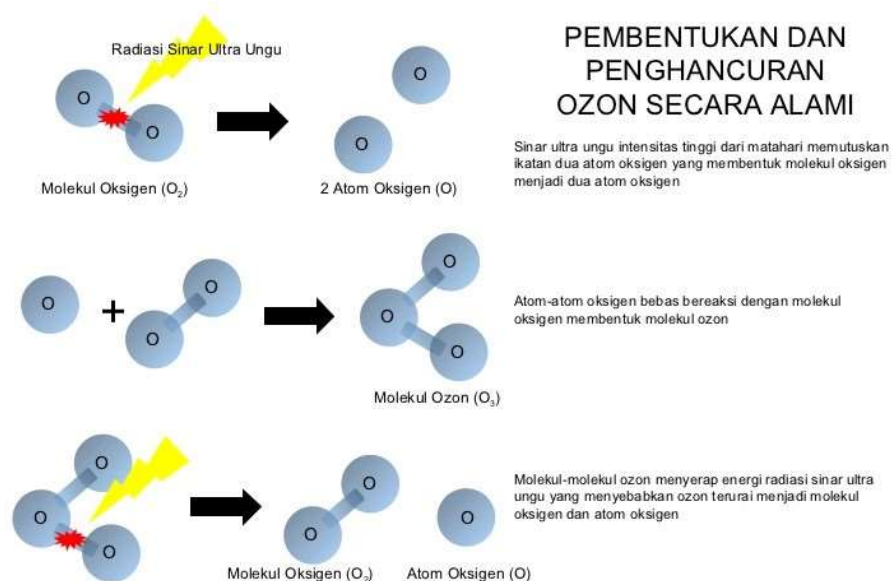 PEMBENTUKAN DAN
PENGHANCURAN
OZON SECARA ALAMI
Radiasi Sinar Ultra Ungu
O
O
O
O
Molekul Oksigen (O₂)
2 Atom Oksigen (O)
Sinar ultra ungu intensitas tinggi dari matahari memutuskan
ikatan dua atom oksigen yang membentuk molekul oksigen
menjadi dua atom oksigen
O
+
O
O
O
O
O
Molekul Ozon (O₃)
Atom-atom oksigen bebas bereaksi dengan molekul
oksigen membentuk molekul ozon
O
O
O
O
O
O
Molekul Oksigen (O₂)
Atom Oksigen (O)
Molekul-molekul ozon menyerap energi radiasi sinar ultra
ungu yang menyebabkan ozon terurai menjadi molekul
oksigen dan atom oksigen